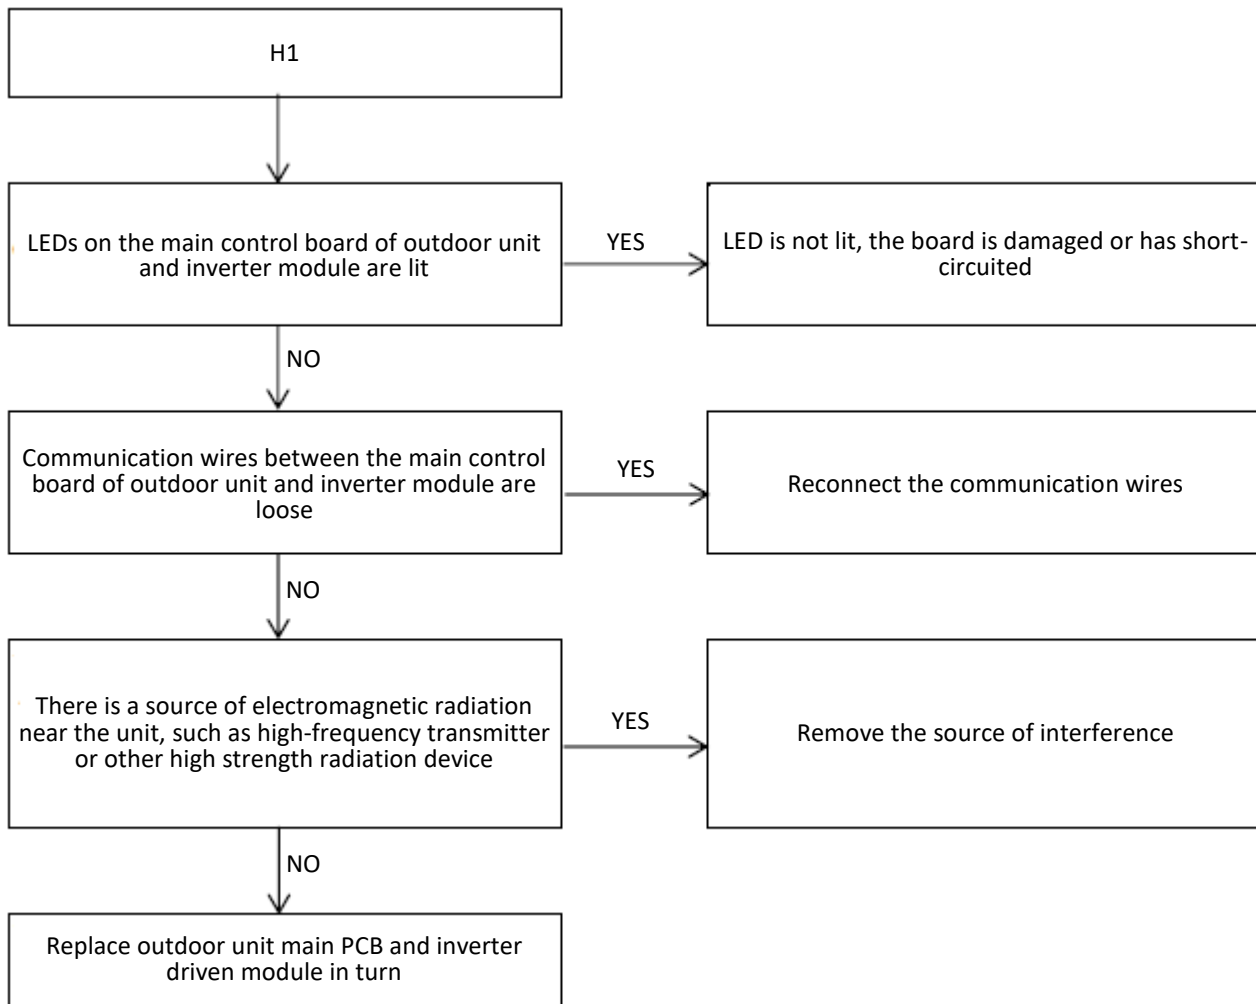 H1
LEDs on the main control board of outdoor unit
and inverter module are lit
YES
LED is not lit, the board is damaged or has short-
circuited
NO
Communication wires between the main control
board of outdoor unit and inverter module are
loose
YES
Reconnect the communication wires
NO
There is a source of electromagnetic radiation
near the unit, such as high-frequency transmitter
or other high strength radiation device
YES
Remove the source of interference
NO
Replace outdoor unit main PCB and inverter
driven module in turn